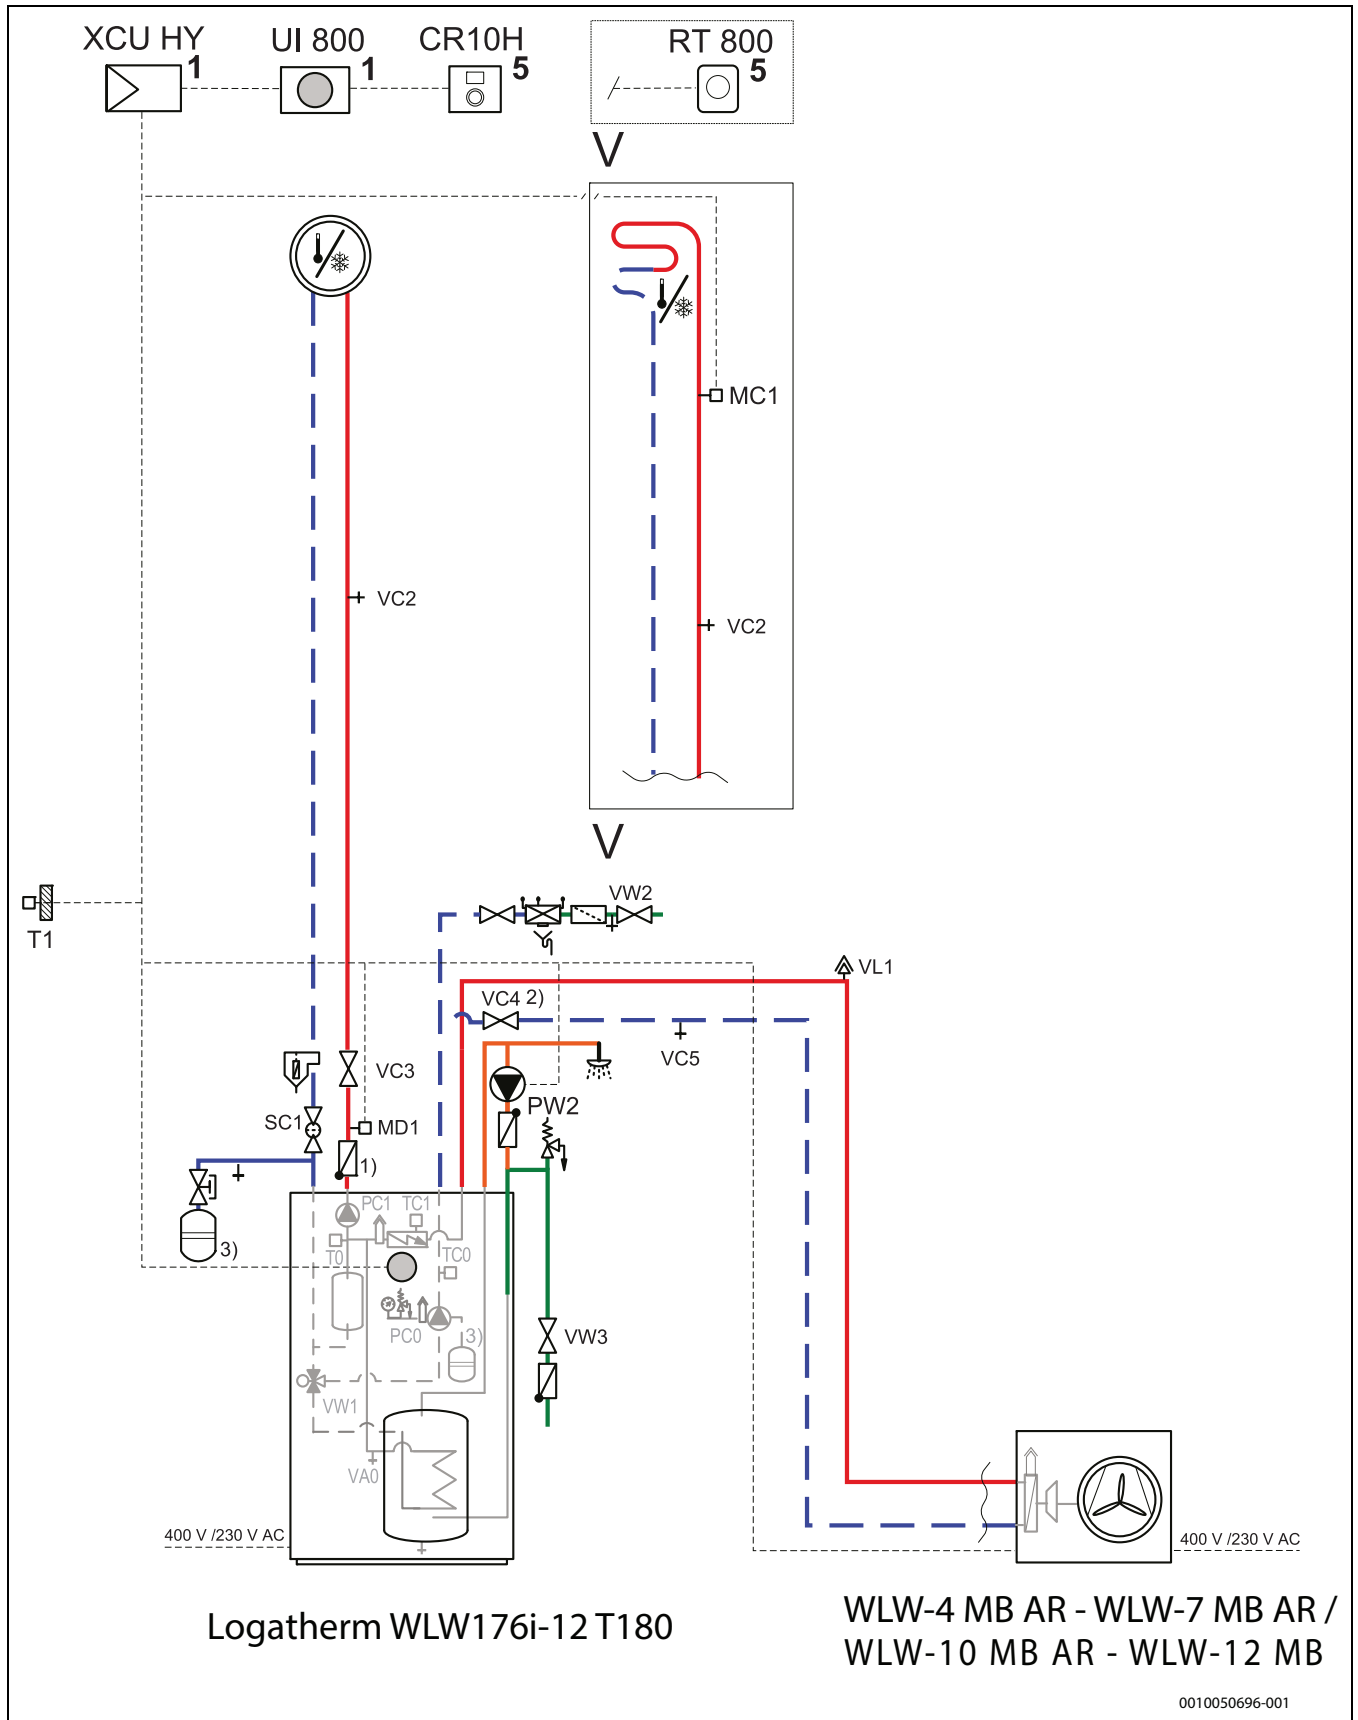 XCU HY
1
UI 800
1
CR10H
5
RT 800
5
V
MC1
VC2
VC2
V
T1
VW2
VL1
VC4 2)
VC5
VC3
SC1
MD1
PW2
1)
3)
PC1 TC1
T0
TC0
PC0
3)
VW3
VW1
VA0
400 V /230 V AC
400 V /230 V AC
Logatherm WLW176i-12 T180
WLW-4 MB AR - WLW-7 MB AR /
WLW-10 MB AR - WLW-12 MB
0010050696-001